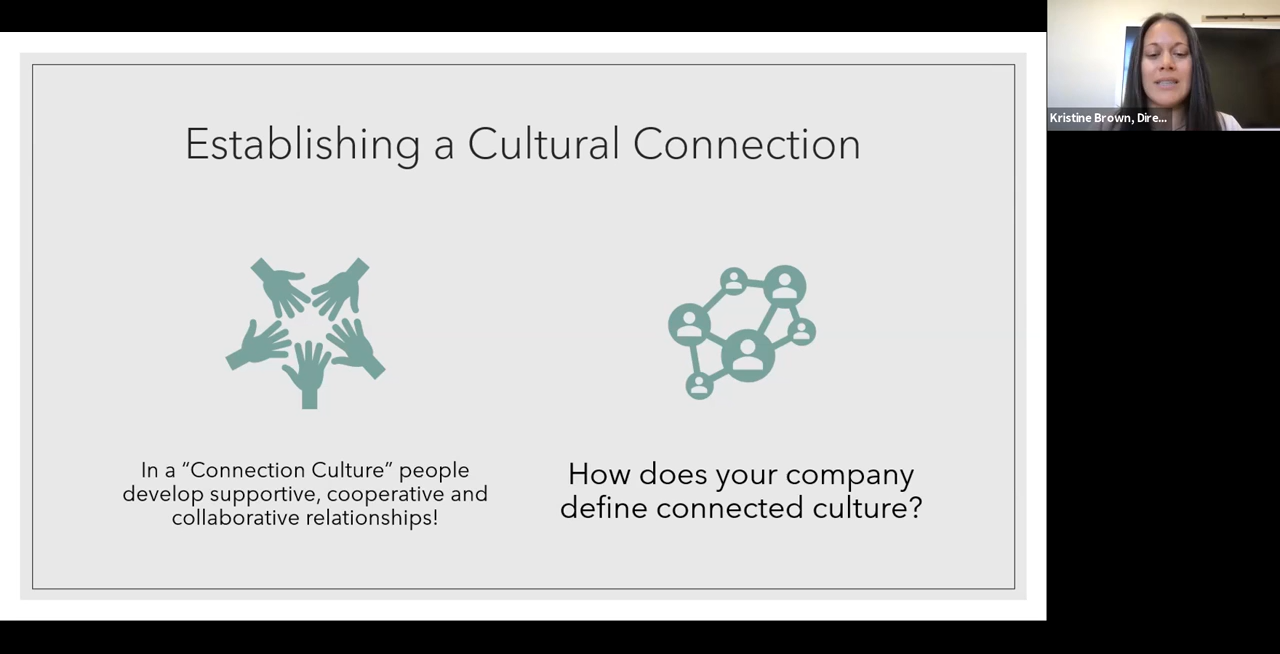 Establishing a Cultural Connection
In a “Connection Culture” people
develop supportive, cooperative and
collaborative relationships!
How does your company
define connected culture?
Kristine Brown, Dire...